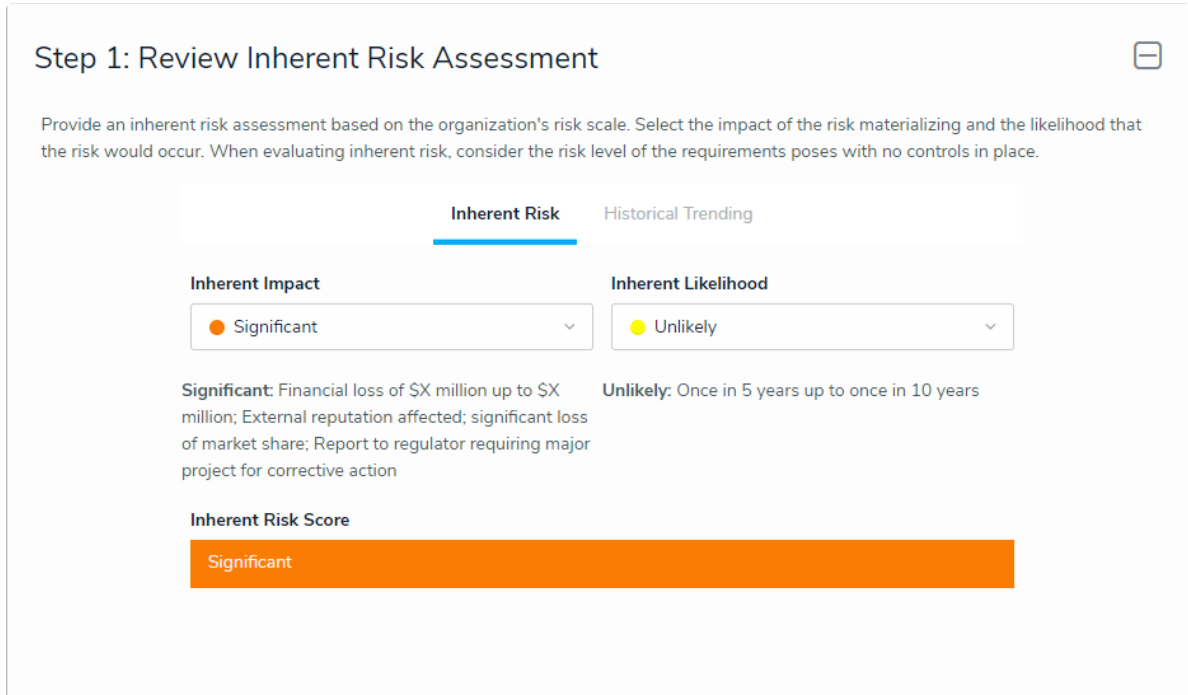 Step 1: Review Inherent Risk Assessment
Provide an inherent risk assessment based on the organization's risk scale. Select the impact of the risk materializing and the likelihood that
the risk would occur. When evaluating inherent risk, consider the risk level of the requirements poses with no controls in place.
Inherent Risk
Historical Trending
Inherent Impact
Significant
Significant: Financial loss of $X million up to $X
million; External reputation affected; significant loss
of market share; Report to regulator requiring major
project for corrective action
Inherent Likelihood
Unlikely
Unlikely: Once in 5 years up to once in 10 years
Inherent Risk Score
Significant